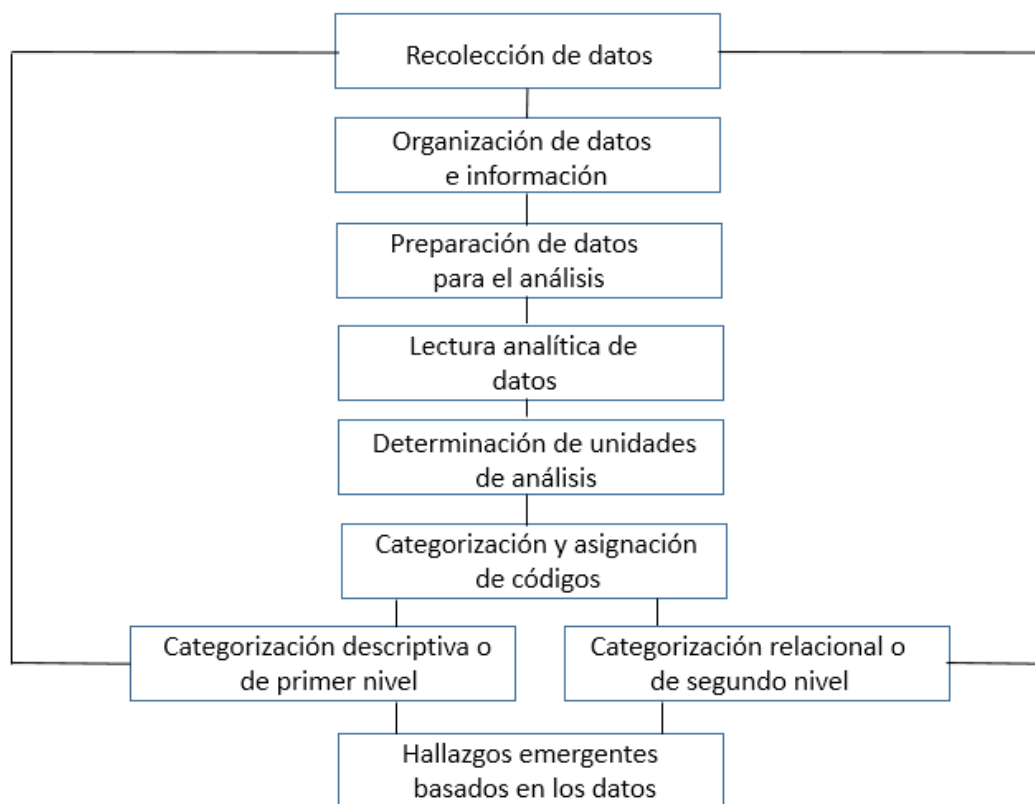 Recolección de datos
Organización de datos
e información
Preparación de datos
para el análisis
Lectura analítica de
datos
Determinación de unidades
de análisis
Categorización y asignación
de códigos
Categorización descriptiva o
de primer nivel
Categorización relacional o
de segundo nivel
Hallazgos emergentes
basados en los datos